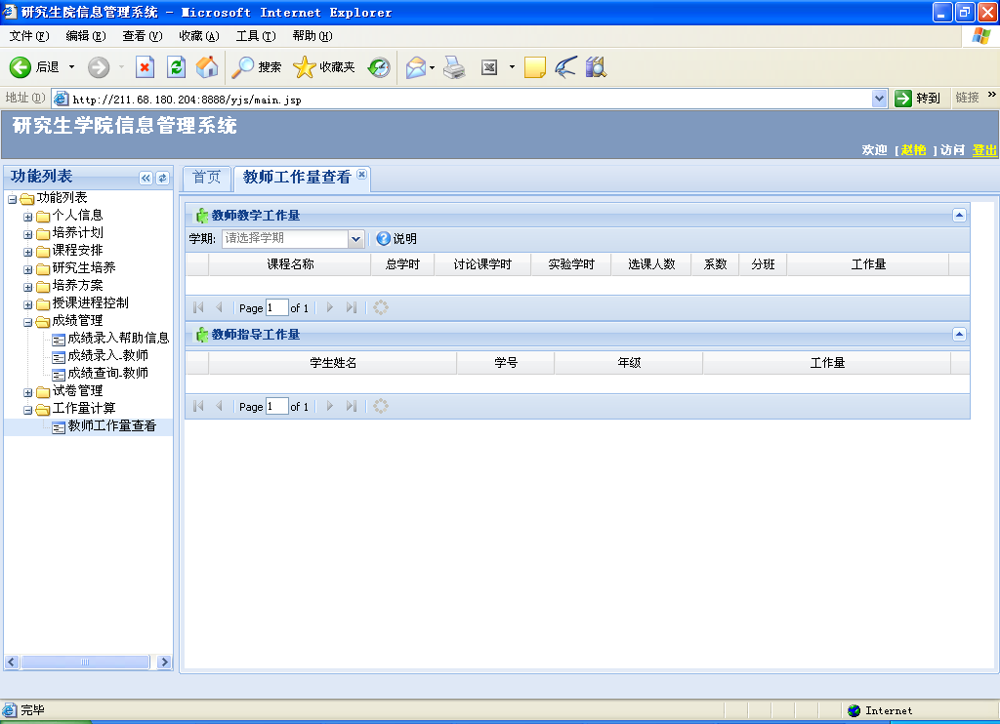 研究生院信息管理系统 - Microsoft Internet Explorer
文件(F) 编辑(E) 查看(V) 收藏(A) 工具(T) 帮助(H)
后退 搜索 收藏夹
地址(D) http://211.68.180.204:8888/yjs/main.jsp 转到 链接 »
研究生学院信息管理系统
欢迎 [赵艳 ]访问 登出
功能列表
首页 教师工作量查看
功能列表
个人信息
培养计划
课程安排
研究生培养
培养方案
授课进程控制
成绩管理
成绩录入帮助信息
成绩录入_教师
成绩查询-教师
试卷管理
工作量计算
教师工作量查看
教师教学工作量
学期: 请选择学期 说明
课程名称 总学时 讨论课学时 实验学时 选课人数 系数 分班 工作量
Page 1 of 1
教师指导工作量
学生姓名 学号 年级 工作量
Page 1 of 1
完毕 Internet